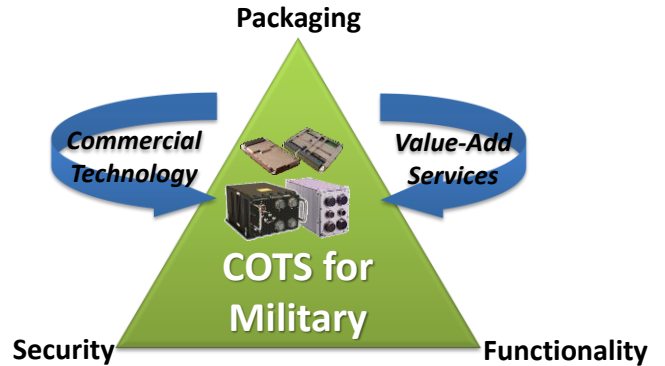 Packaging
Commercial
Technology
Value-Add
Services
COTS for
Military
Security
Functionality